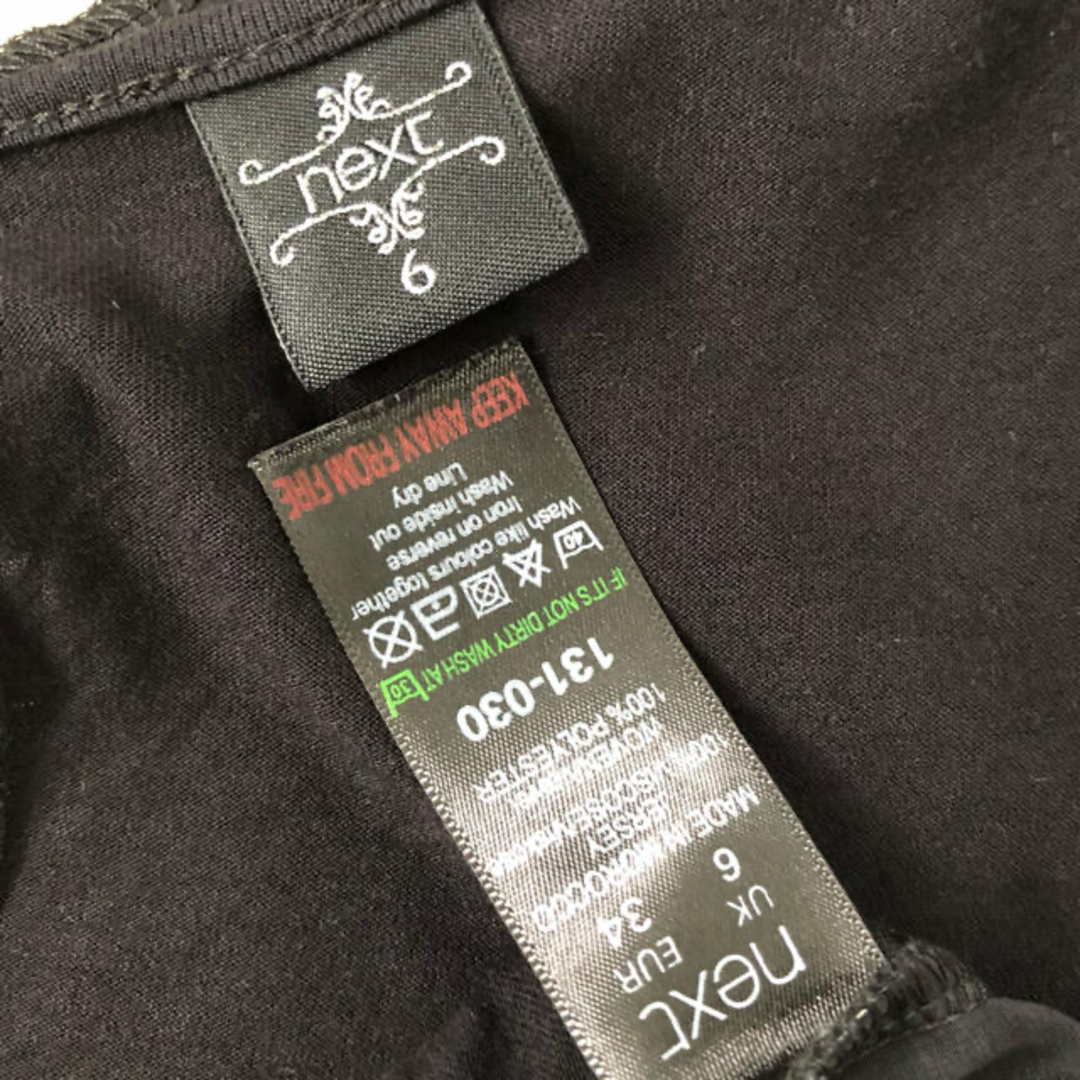 next
6
next
UK EUR
6 34
MADE IN MOROCCO
JERSEY
100% VISCOSE/VISKOSE
WOVEN
100% POLYESTER
131-030
IF IT'S NOT DIRTY WASH AT 30
40
Wash like colours together
Iron on reverse
Wash inside out
Line dry
KEEP AWAY FROM FIRE